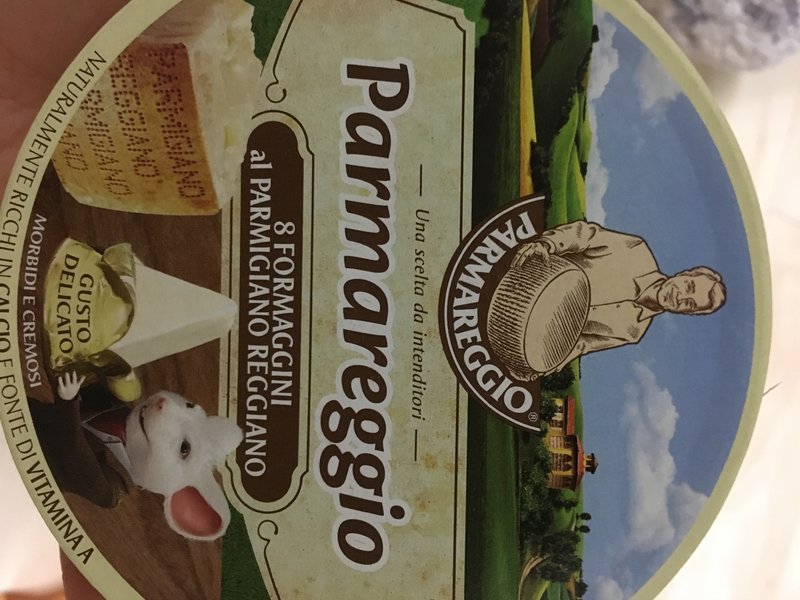 PARMAREGGIO®
Una scelta da intenditori
Parmareggio
8 FORMAGGINI
al PARMIGIANO REGGIANO
PARMIGIANO
REGGIANO
PARMIGIANO
GUSTO
DELICATO
MORBIDI E CREMOSI
NATURALMENTE RICCHI IN CALCIO E FONTE DI VITAMINA A